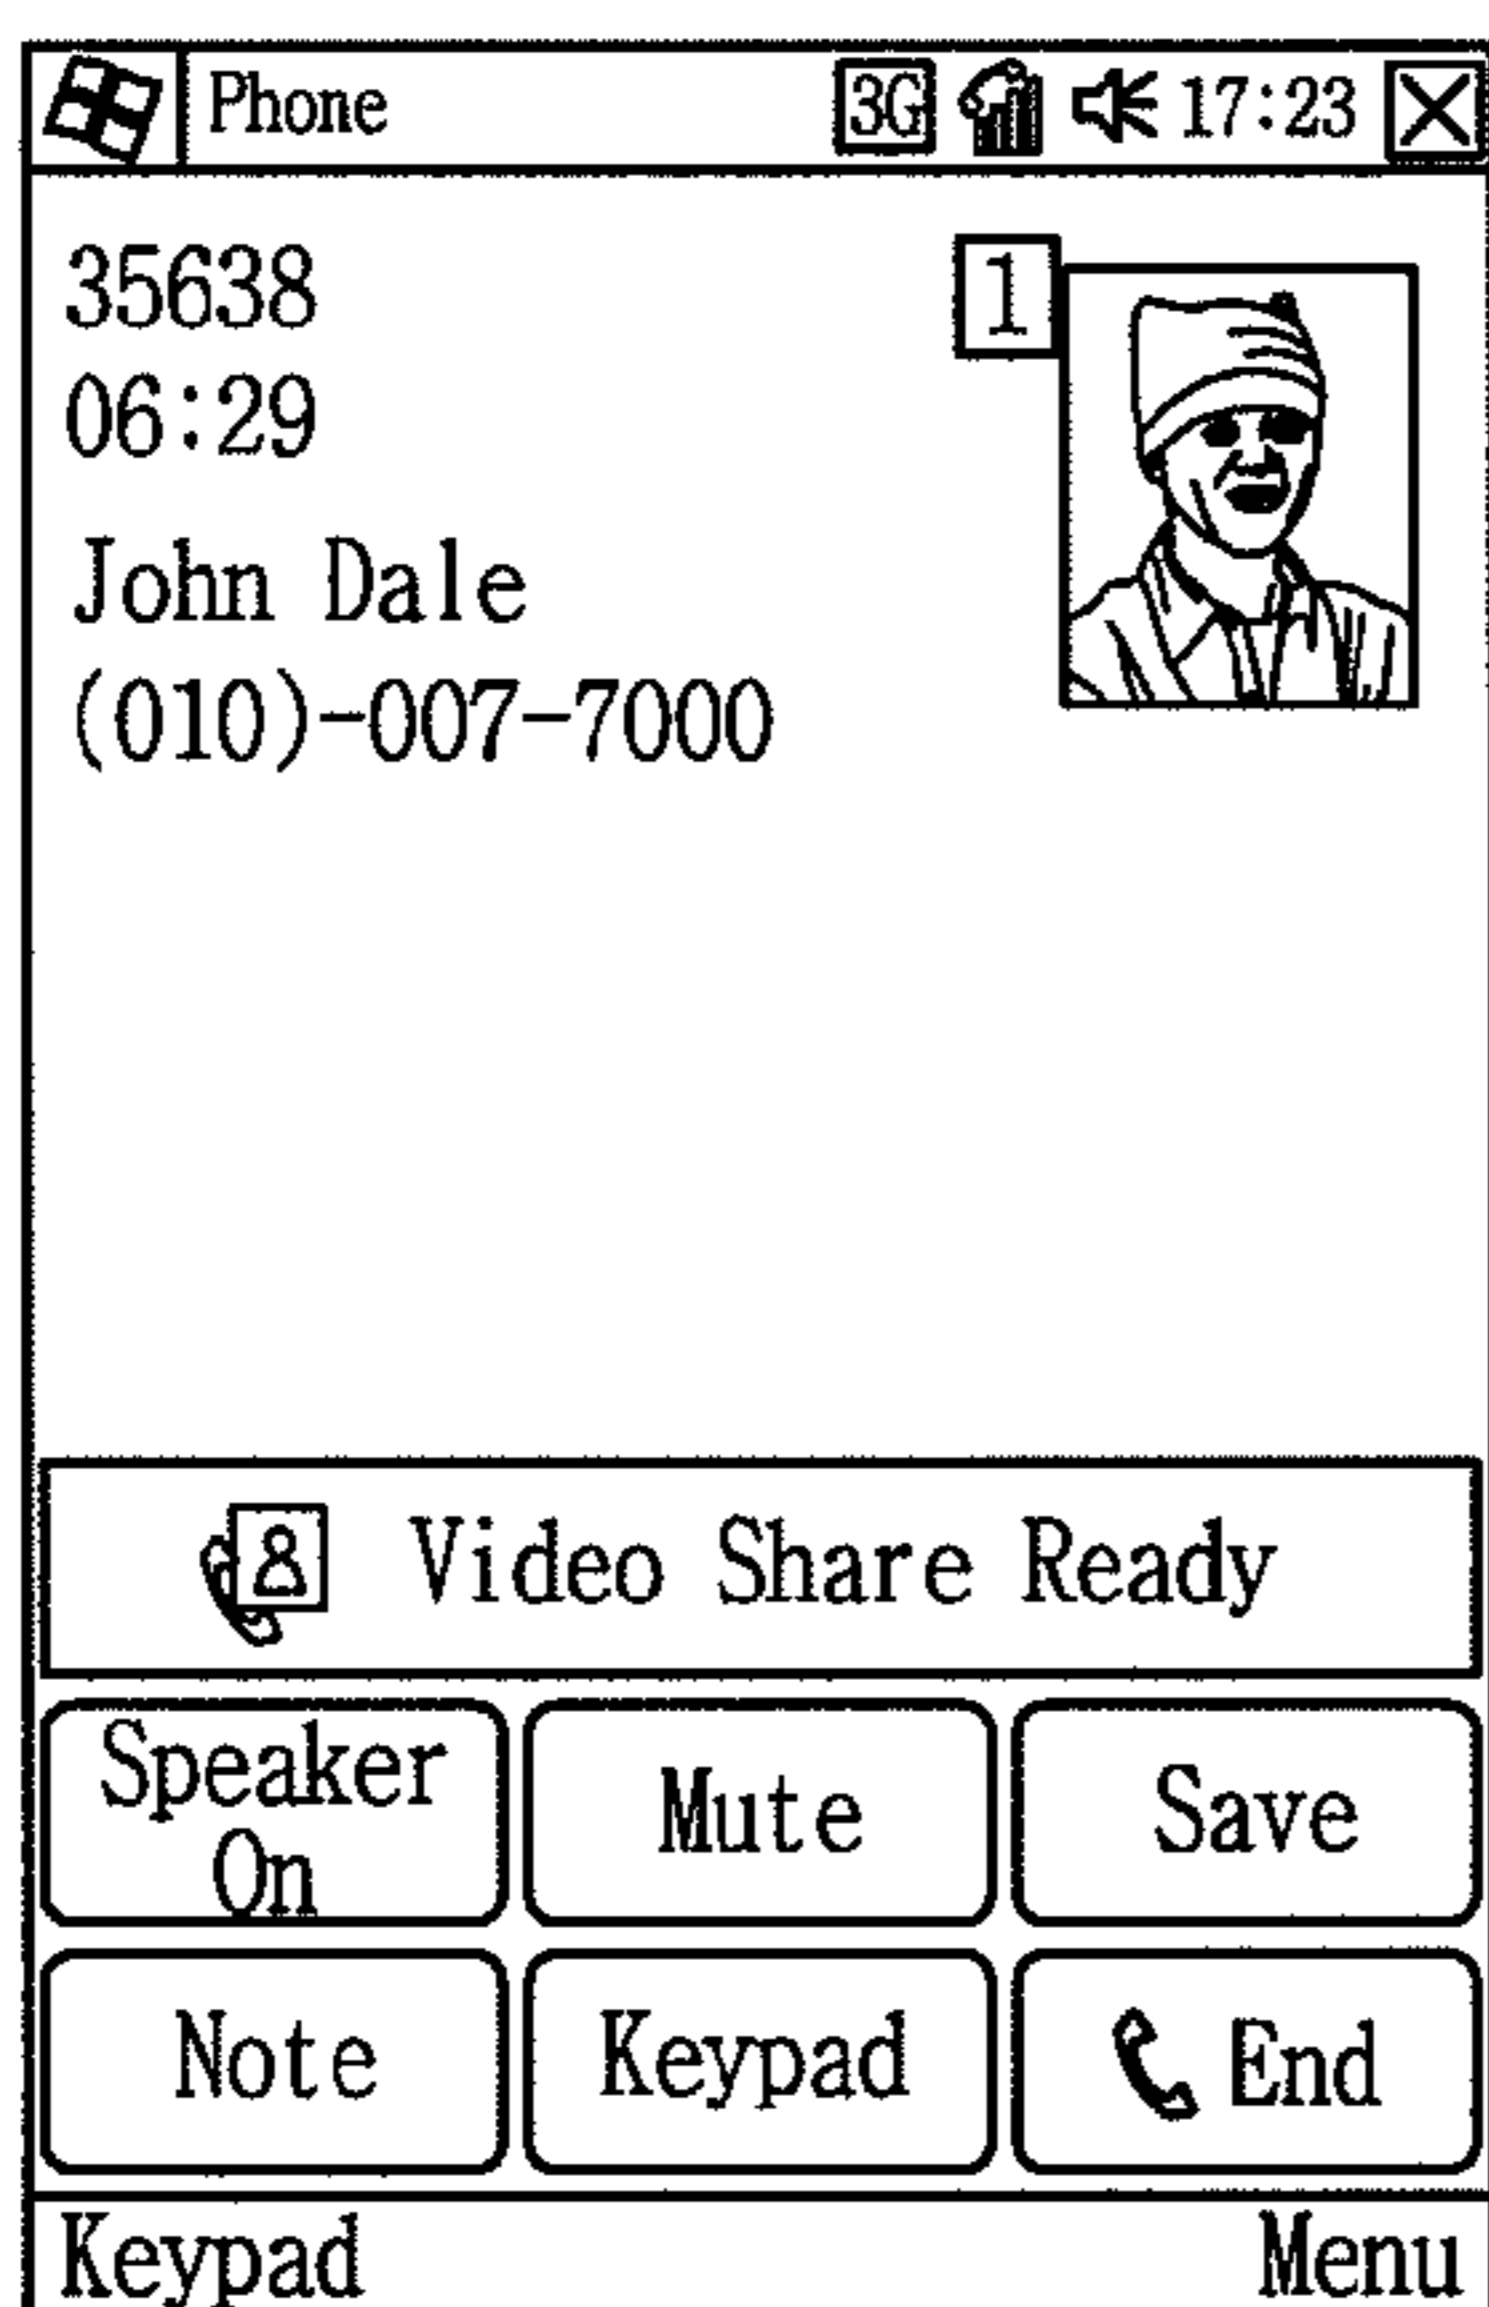 Phone 3G 17:23
35638
1
06:29
John Dale
(010)-007-7000
Video Share Ready
Speaker
On
Mute
Save
Note
Keypad
End
Keypad
Menu